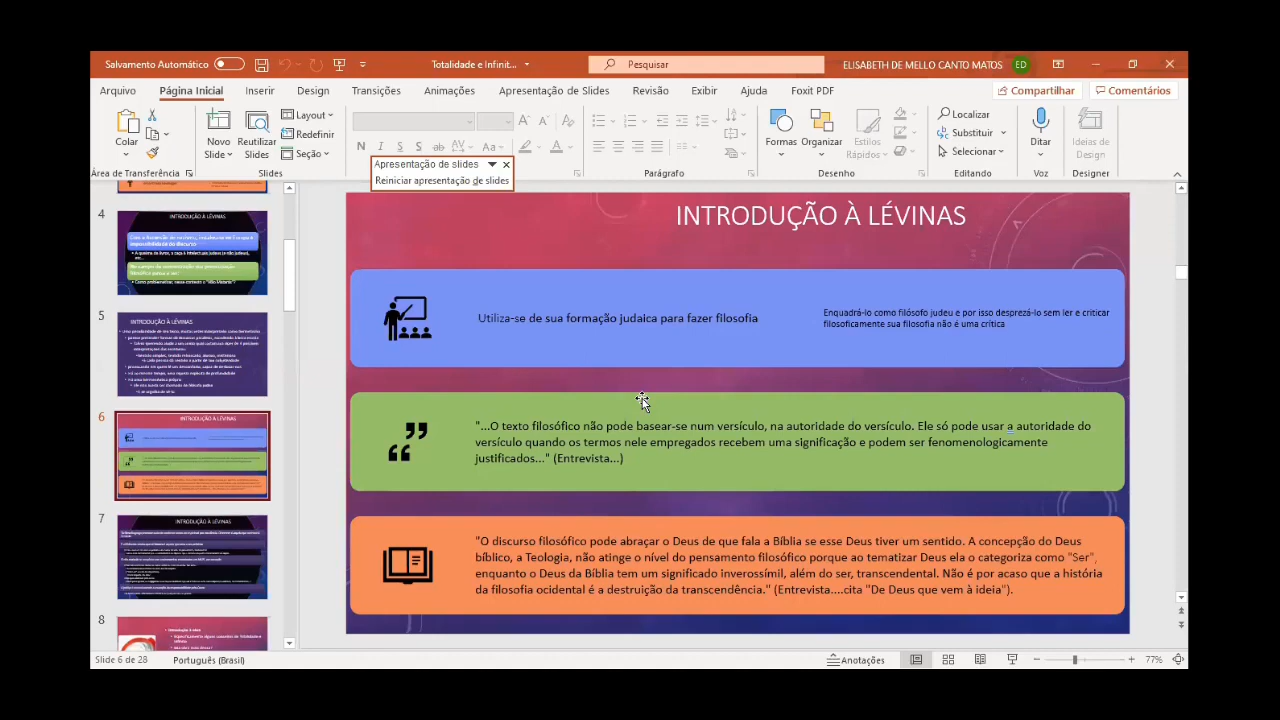 Salvamento Automático
Totalidade e Infinit...
Pesquisar
ELISABETH DE MELLO CANTO MATOS
ED
Arquivo
Página Inicial
Inserir
Design
Transições
Animações
Apresentação de Slides
Revisão
Exibir
Ajuda
Foxit PDF
Compartilhar
Comentários
Colar
Novo
Slide
Reutilizar
Slides
Layout
Redefinir
Seção
Localizar
Substituir
Selecionar
Formas
Organizar
Estilos
Rápidos
Ditar
Ideias de
Design
Área de Transferência
Slides
Parágrafo
Desenho
Editando
Voz
Designer
Apresentação de slides
Reiniciar apresentação de slides
4
INTRODUÇÃO À LÉVINAS
5
INTRODUÇÃO À LÉVINAS
6
INTRODUÇÃO À LÉVINAS
7
INTRODUÇÃO À LÉVINAS
8
INTRODUÇÃO À LÉVINAS
Utiliza-se de sua formação judaica para fazer filosofia
Enquadrá-lo como filósofo judeu e por isso desprezá-lo sem ler e criticar
filosoficamente sua filosofia não é uma crítica
"...O texto filosófico não pode basear-se num versículo, na autoridade do versículo. Ele só pode usar a autoridade do
versículo quando os termos nele empregados recebem uma significação e podem ser fenomenologicamente
justificados..." (Entrevista...)
"O discurso filosófico pode abraçar o Deus de que fala a Bíblia se esse Deus tiver um sentido. A concepção do Deus
bíblico, a Teologia não atinge o nível do pensamento filosófico porque tematizando Deus ela o categoriza como "Ser",
enquanto o Deus da Bíblia tem um significado inverossímil, além do ser, transcendental. Não é por acaso que a história
da filosofia ocidental é a destruição da transcendência." (Entrevista....cita "De Deus que vem à ideia").
Slide 6 de 28
Português (Brasil)
Anotações
77%